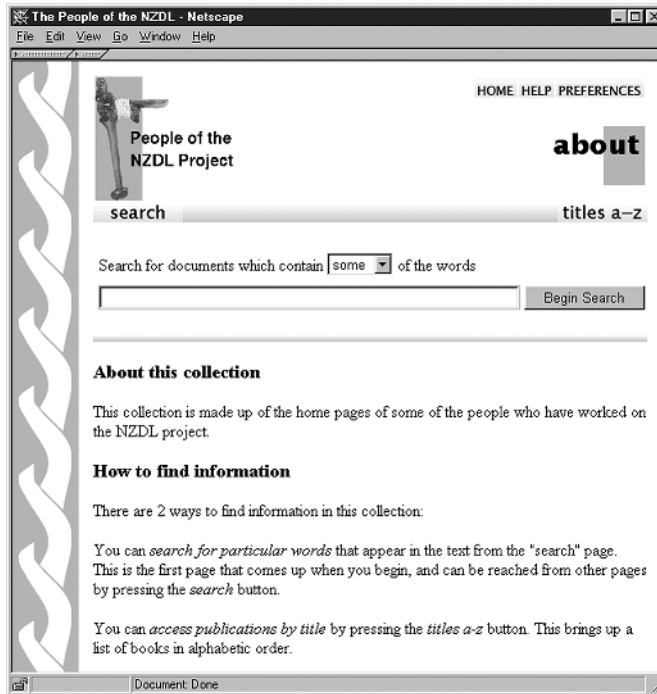 The People of the NZDL - Netscape
File Edit View Go Window Help
HOME HELP PREFERENCES
People of the
NZDL Project
about
search titles a–z
Search for documents which contain some of the words
Begin Search
About this collection
This collection is made up of the home pages of some of the people who have worked on
the NZDL project.
How to find information
There are 2 ways to find information in this collection:
You can search for particular words that appear in the text from the "search" page.
This is the first page that comes up when you begin, and can be reached from other pages
by pressing the search button.
You can access publications by title by pressing the titles a-z button. This brings up a
list of books in alphabetic order.
Document: Done